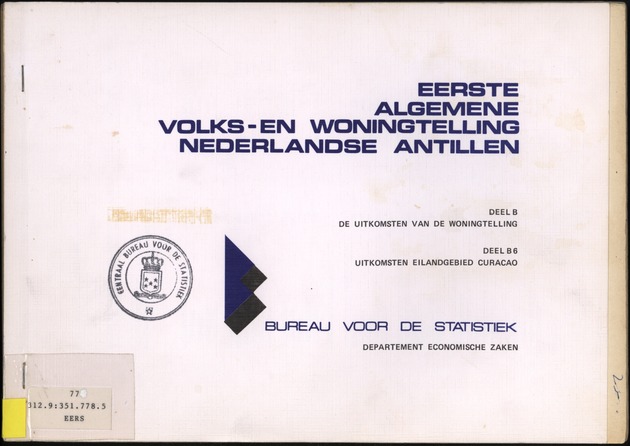 EERSTE
ALGEMENE
VOLKS-EN WONINGTELLING
NEDERLANDSE ANTILLEN
DEEL B
DE UITKOMSTEN VAN DE WONINGTELLING
DEEL B6
UITKOMSTEN EILANDGEBIED CURACAO
CENTRAAL BUREAU VOOR DE STATISTIEK
BUREAU VOOR DE STATISTIEK
DEPARTEMENT ECONOMISCHE ZAKEN
312.9:351.778.5
EERS